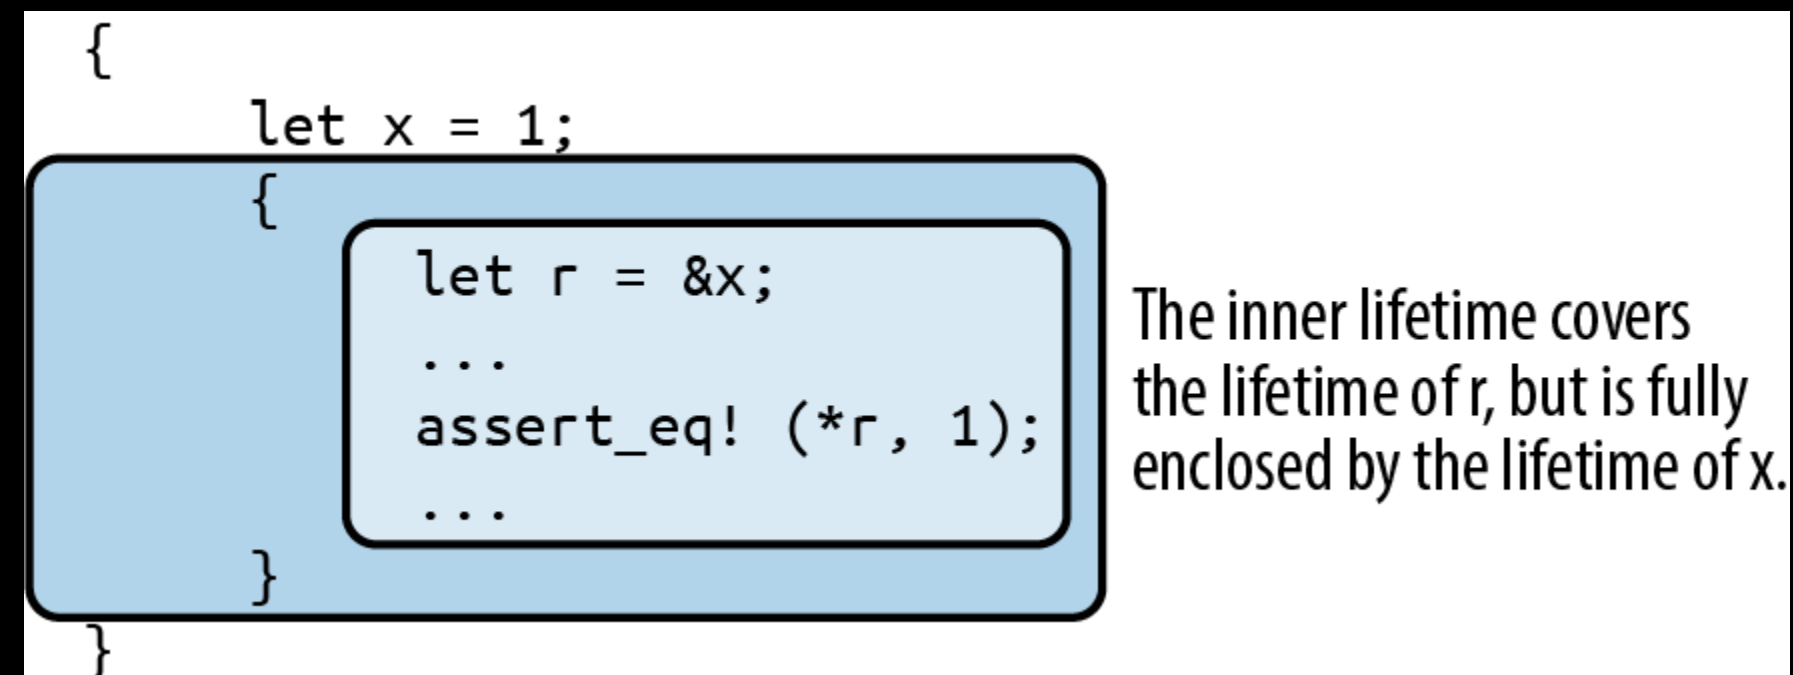 {
let x = 1;
{
let r = &x;
...
assert_eq! (*r, 1);
...
}
}
The inner lifetime covers
the lifetime of r, but is fully
enclosed by the lifetime of x.